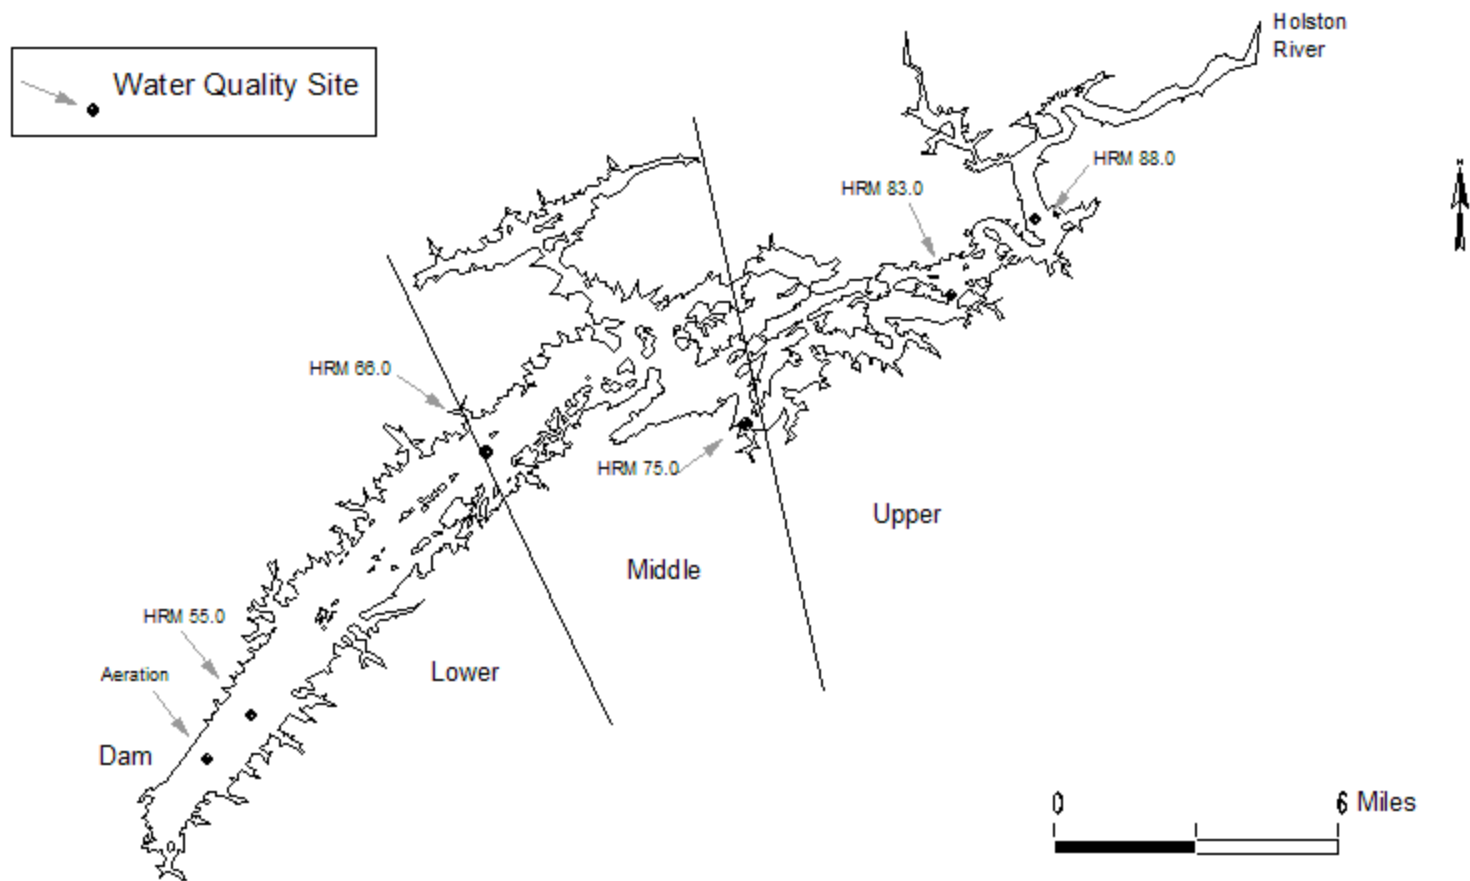 Holston
River
Water Quality Site
N
HRM 88.0
HRM 83.0
HRM 66.0
HRM 75.0
Upper
Middle
HRM 55.0
Lower
Aeration
Dam
0 6 Miles